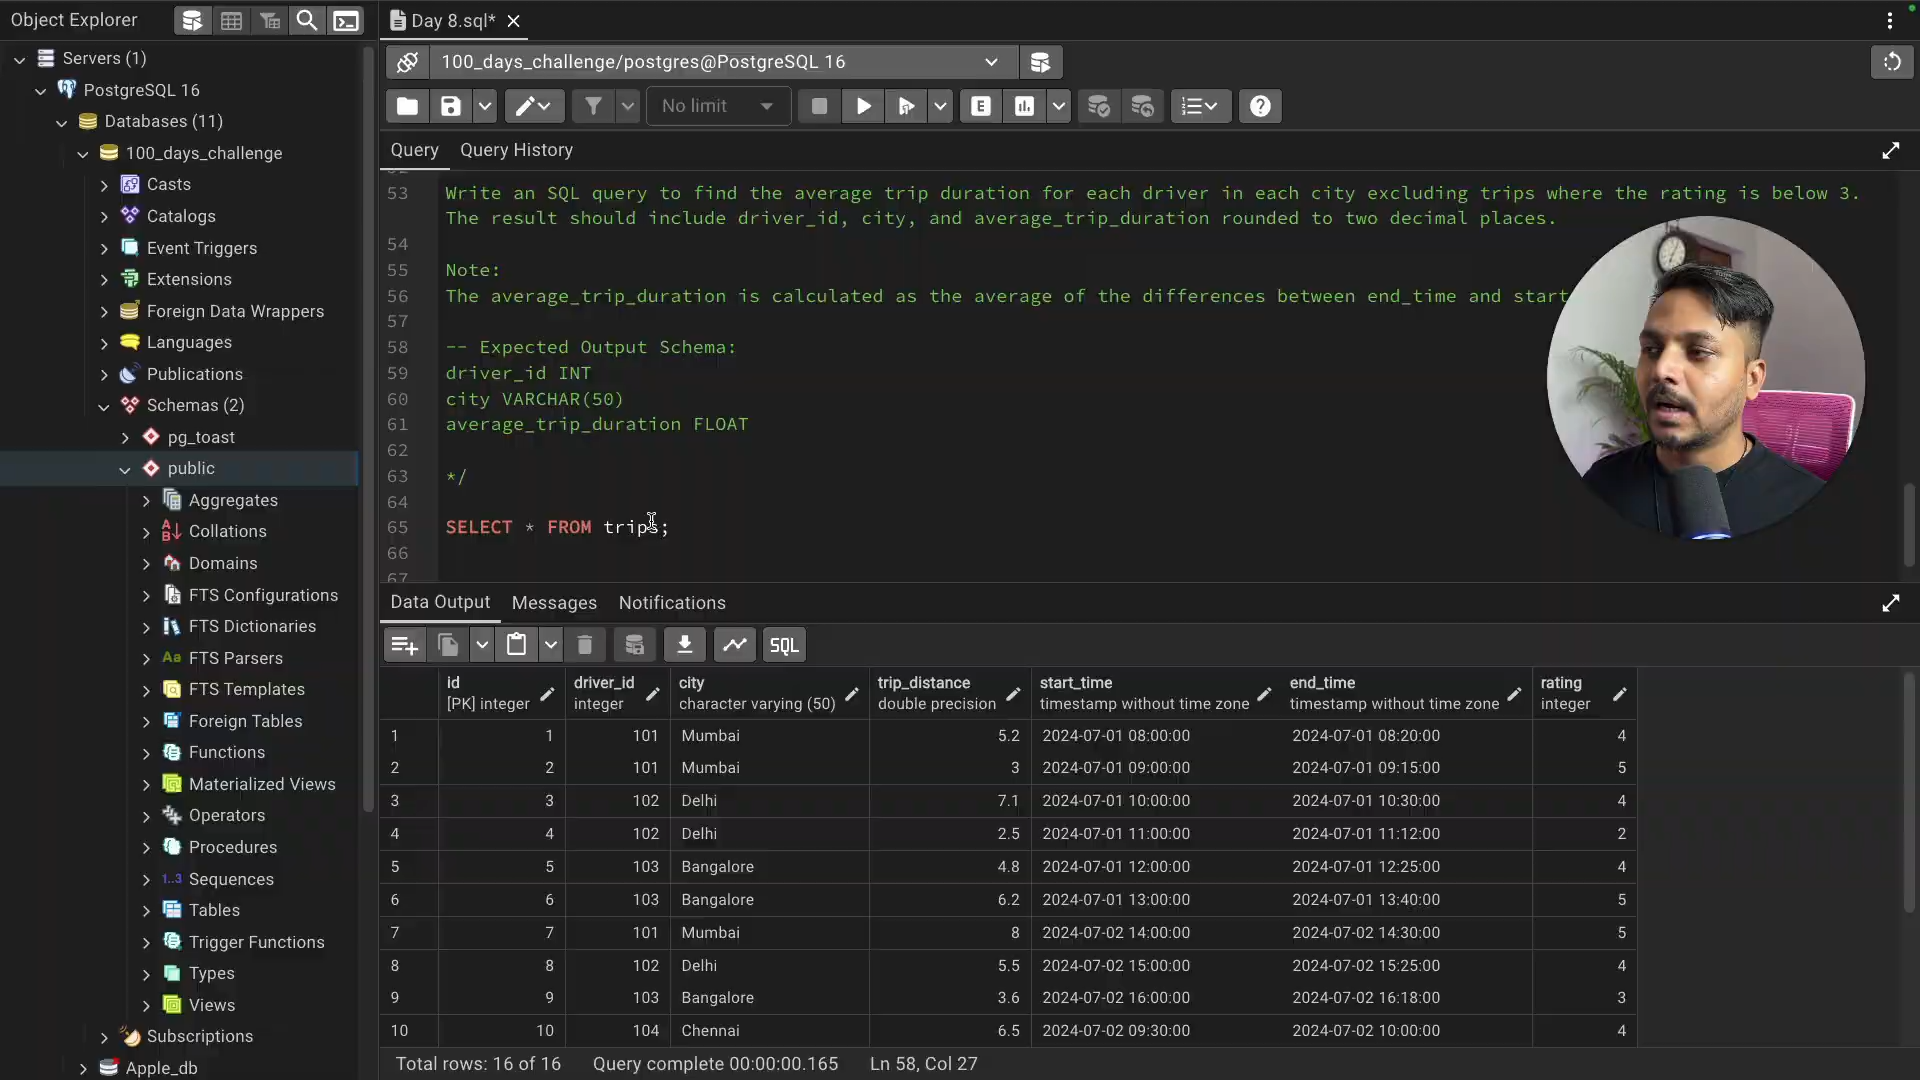 Object Explorer
Servers (1)
PostgreSQL 16
Databases (11)
100_days_challenge
Casts
Catalogs
Event Triggers
Extensions
Foreign Data Wrappers
Languages
Publications
Schemas (2)
pg_toast
public
Aggregates
Collations
Domains
FTS Configurations
FTS Dictionaries
Aa FTS Parsers
FTS Templates
Foreign Tables
Functions
Materialized Views
Operators
Procedures
1..3 Sequences
Tables
Trigger Functions
Types
Views
Subscriptions
Apple_db
Day 8.sql*
100_days_challenge/postgres@PostgreSQL 16
No limit
E
Query Query History
53 Write an SQL query to find the average trip duration for each driver in each city excluding trips where the rating is below 3.
The result should include driver_id, city, and average_trip_duration rounded to two decimal places.
54
55 Note:
56 The average_trip_duration is calculated as the average of the differences between end_time and start
57
58 -- Expected Output Schema:
59 driver_id INT
60 city VARCHAR(50)
61 average_trip_duration FLOAT
62
63 */
64
65 SELECT * FROM trips;
66
67
Data Output Messages Notifications
SQL
id driver_id city trip_distance start_time end_time rating
[PK] integer integer character varying (50) double precision timestamp without time zone timestamp without time zone integer
1 1 101 Mumbai 5.2 2024-07-01 08:00:00 2024-07-01 08:20:00 4
2 2 101 Mumbai 3 2024-07-01 09:00:00 2024-07-01 09:15:00 5
3 3 102 Delhi 7.1 2024-07-01 10:00:00 2024-07-01 10:30:00 4
4 4 102 Delhi 2.5 2024-07-01 11:00:00 2024-07-01 11:12:00 2
5 5 103 Bangalore 4.8 2024-07-01 12:00:00 2024-07-01 12:25:00 4
6 6 103 Bangalore 6.2 2024-07-01 13:00:00 2024-07-01 13:40:00 5
7 7 101 Mumbai 8 2024-07-02 14:00:00 2024-07-02 14:30:00 5
8 8 102 Delhi 5.5 2024-07-02 15:00:00 2024-07-02 15:25:00 4
9 9 103 Bangalore 3.6 2024-07-02 16:00:00 2024-07-02 16:18:00 3
10 10 104 Chennai 6.5 2024-07-02 09:30:00 2024-07-02 10:00:00 4
Total rows: 16 of 16 Query complete 00:00:00.165 Ln 58, Col 27